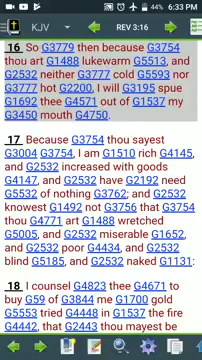 44% 6:33 PM
KJV REV 3:16
16 So G3779 then because G3754
thou art G1488 lukewarm G5513, and
G2532 neither G3777 cold G5593 nor
G3777 hot G2200, I will G3195 spue
G1692 thee G4571 out of G1537 my
G3450 mouth G4750.
17 Because G3754 thou sayest
G3004 G3754, I am G1510 rich G4145,
and G2532 increased with goods
G4147, and G2532 have G2192 need
G5532 of nothing G3762; and G2532
knowest G1492 not G3756 that G3754
thou G4771 art G1488 wretched
G5005, and G2532 miserable G1652,
and G2532 poor G4434, and G2532
blind G5185, and G2532 naked G1131:
18 I counsel G4823 thee G4671 to
buy G59 of G3844 me G1700 gold
G5553 tried G4448 in G1537 the fire
G4442, that G2443 thou mayest be